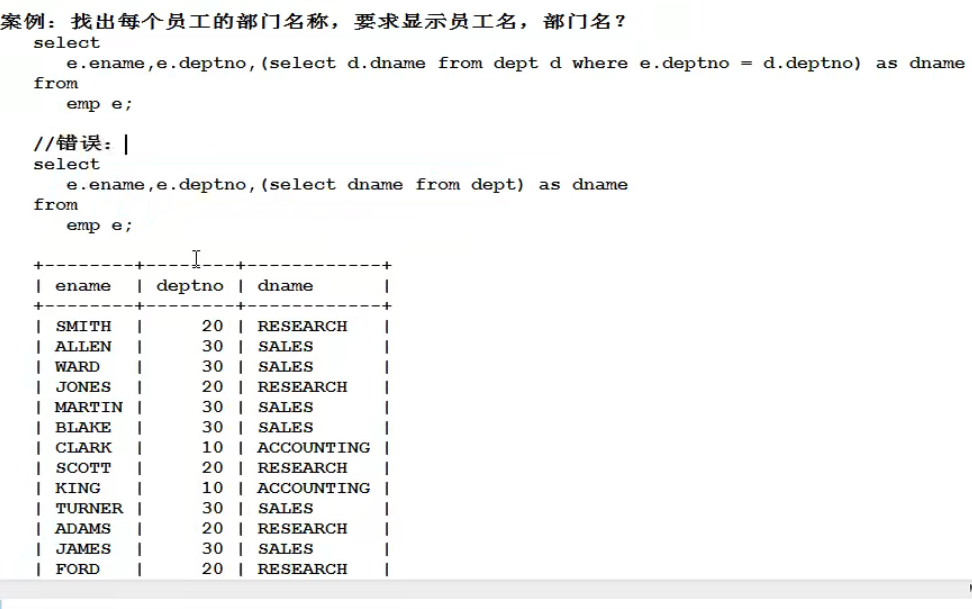 案例：找出每个员工的部门名称，要求显示员工名，部门名？
select
e.ename,e.deptno,(select d.dname from dept d where e.deptno = d.deptno) as dname
from
emp e;
//错误：
select
e.ename,e.deptno,(select dname from dept) as dname
from
emp e;
+--------+--------+------------+
| ename | deptno | dname |
+--------+--------+------------+
| SMITH | 20 | RESEARCH |
| ALLEN | 30 | SALES |
| WARD | 30 | SALES |
| JONES | 20 | RESEARCH |
| MARTIN | 30 | SALES |
| BLAKE | 30 | SALES |
| CLARK | 10 | ACCOUNTING |
| SCOTT | 20 | RESEARCH |
| KING | 10 | ACCOUNTING |
| TURNER | 30 | SALES |
| ADAMS | 20 | RESEARCH |
| JAMES | 30 | SALES |
| FORD | 20 | RESEARCH |